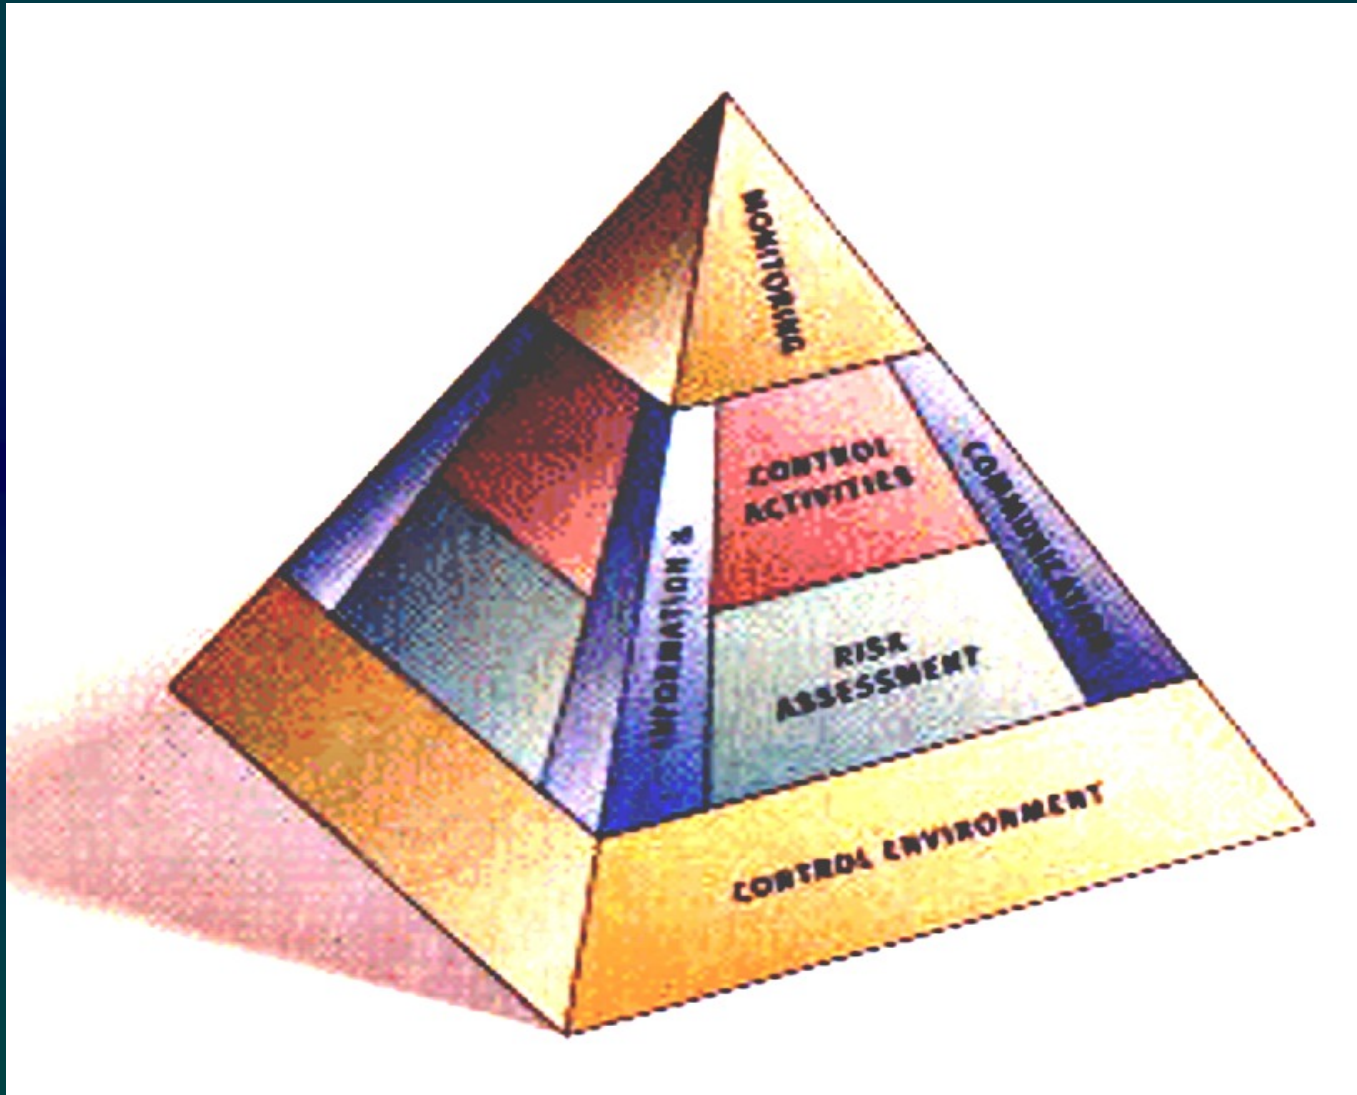 MONITORING
CONTROL
ACTIVITIES
INFORMATION &
COMMUNICATION
RISK
ASSESSMENT
CONTROL ENVIRONMENT